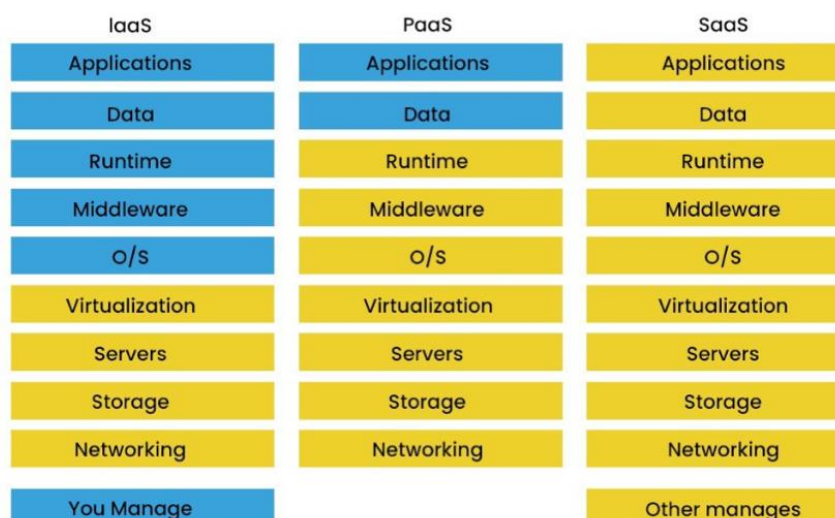 IaaS
Applications
Data
Runtime
Middleware
O/S
Virtualization
Servers
Storage
Networking
You Manage
PaaS
Applications
Data
Runtime
Middleware
O/S
Virtualization
Servers
Storage
Networking
SaaS
Applications
Data
Runtime
Middleware
O/S
Virtualization
Servers
Storage
Networking
Other manages